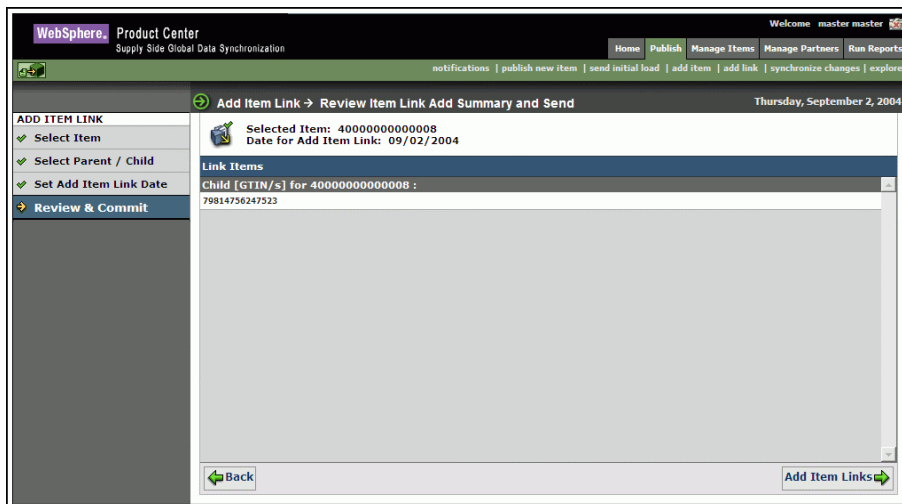 Welcome master master
WebSphere. Product Center
Supply Side Global Data Synchronization
Home Publish Manage Items Manage Partners Run Reports
notifications | publish new item | send initial load | add item | add link | synchronize changes | explore
Add Item Link → Review Item Link Add Summary and Send
Thursday, September 2, 2004
ADD ITEM LINK
Select Item
Select Parent / Child
Set Add Item Link Date
Review & Commit
Selected Item: 40000000000008
Date for Add Item Link: 09/02/2004
Link Items
Child [GTIN/s] for 40000000000008 :
79814756247523
Back
Add Item Links